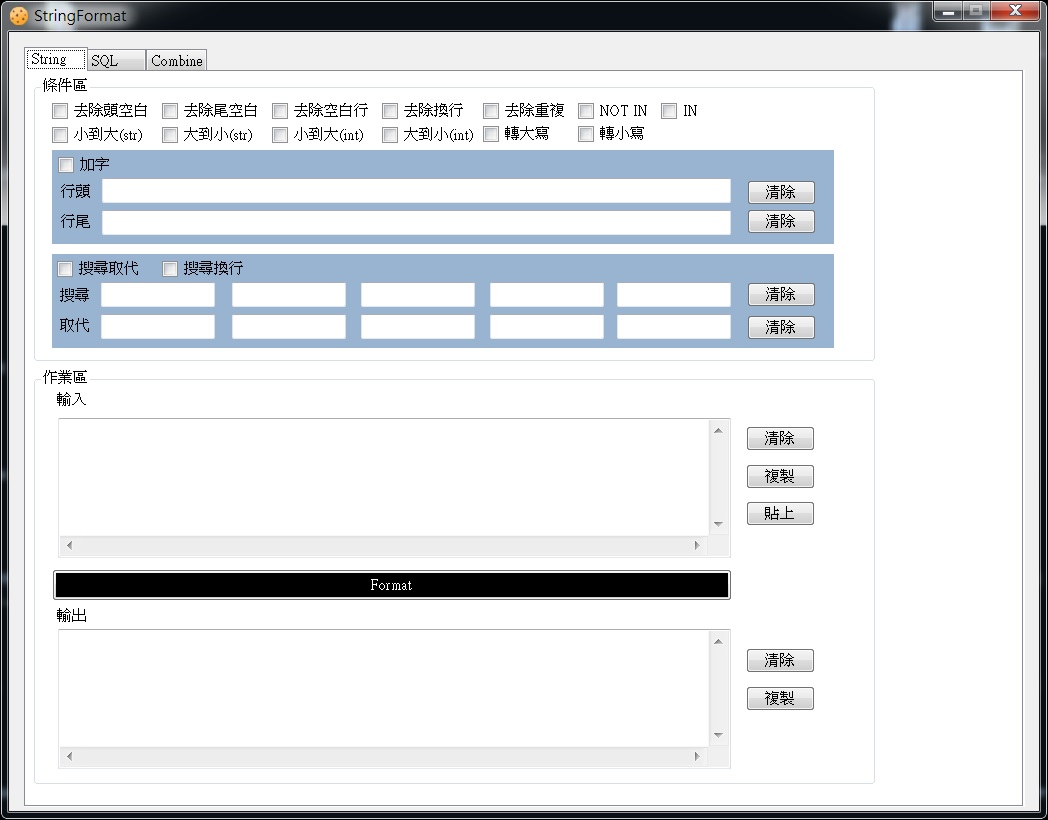 StringFormat
String SQL Combine
條件區
去除頭空白 去除尾空白 去除空白行 去除換行 去除重複 NOT IN IN
小到大(str) 大到小(str) 小到大(int) 大到小(int) 轉大寫 轉小寫
加字
行頭 清除
行尾 清除
搜尋取代 搜尋換行
搜尋 清除
取代 清除
作業區
輸入
清除
複製
貼上
Format
輸出
清除
複製